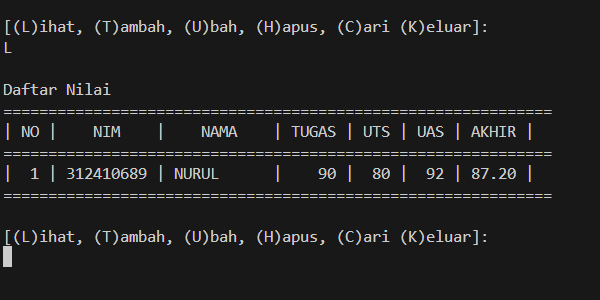 [(L)ihat, (T)ambah, (U)bah, (H)apus, (C)ari (K)eluar]:
L
Daftar Nilai
=============================================================
| NO |    NIM    |    NAMA    | TUGAS | UTS | UAS | AKHIR |
=============================================================
|  1 | 312410689 | NURUL      |    90 |  80 |  92 | 87.20 |
=============================================================
[(L)ihat, (T)ambah, (U)bah, (H)apus, (C)ari (K)eluar]: